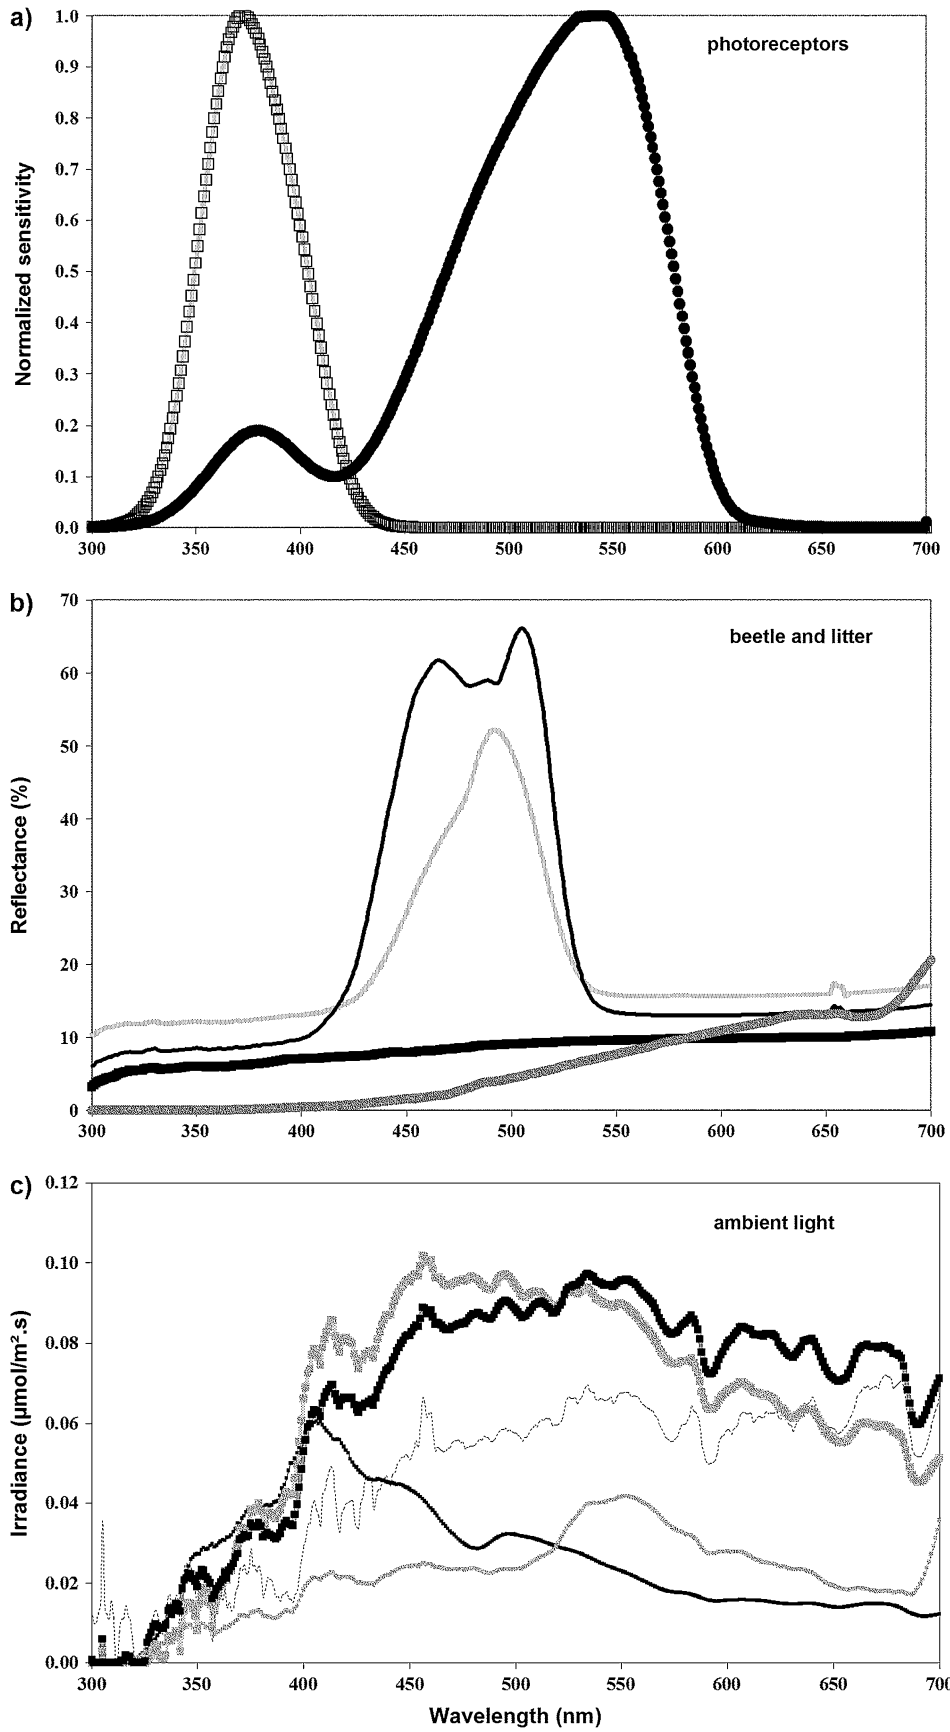 a)
photoreceptors
Normalized sensitivity
1.0
0.9
0.8
0.7
0.6
0.5
0.4
0.3
0.2
0.1
0.0
300 350 400 450 500 550 600 650 700
b)
beetle and litter
Reflectance (%)
70
60
50
40
30
20
10
0
300 350 400 450 500 550 600 650 700
c)
ambient light
Irradiance (µmol/m².s)
0.12
0.10
0.08
0.06
0.04
0.02
0.00
300 350 400 450 500 550 600 650 700
Wavelength (nm)